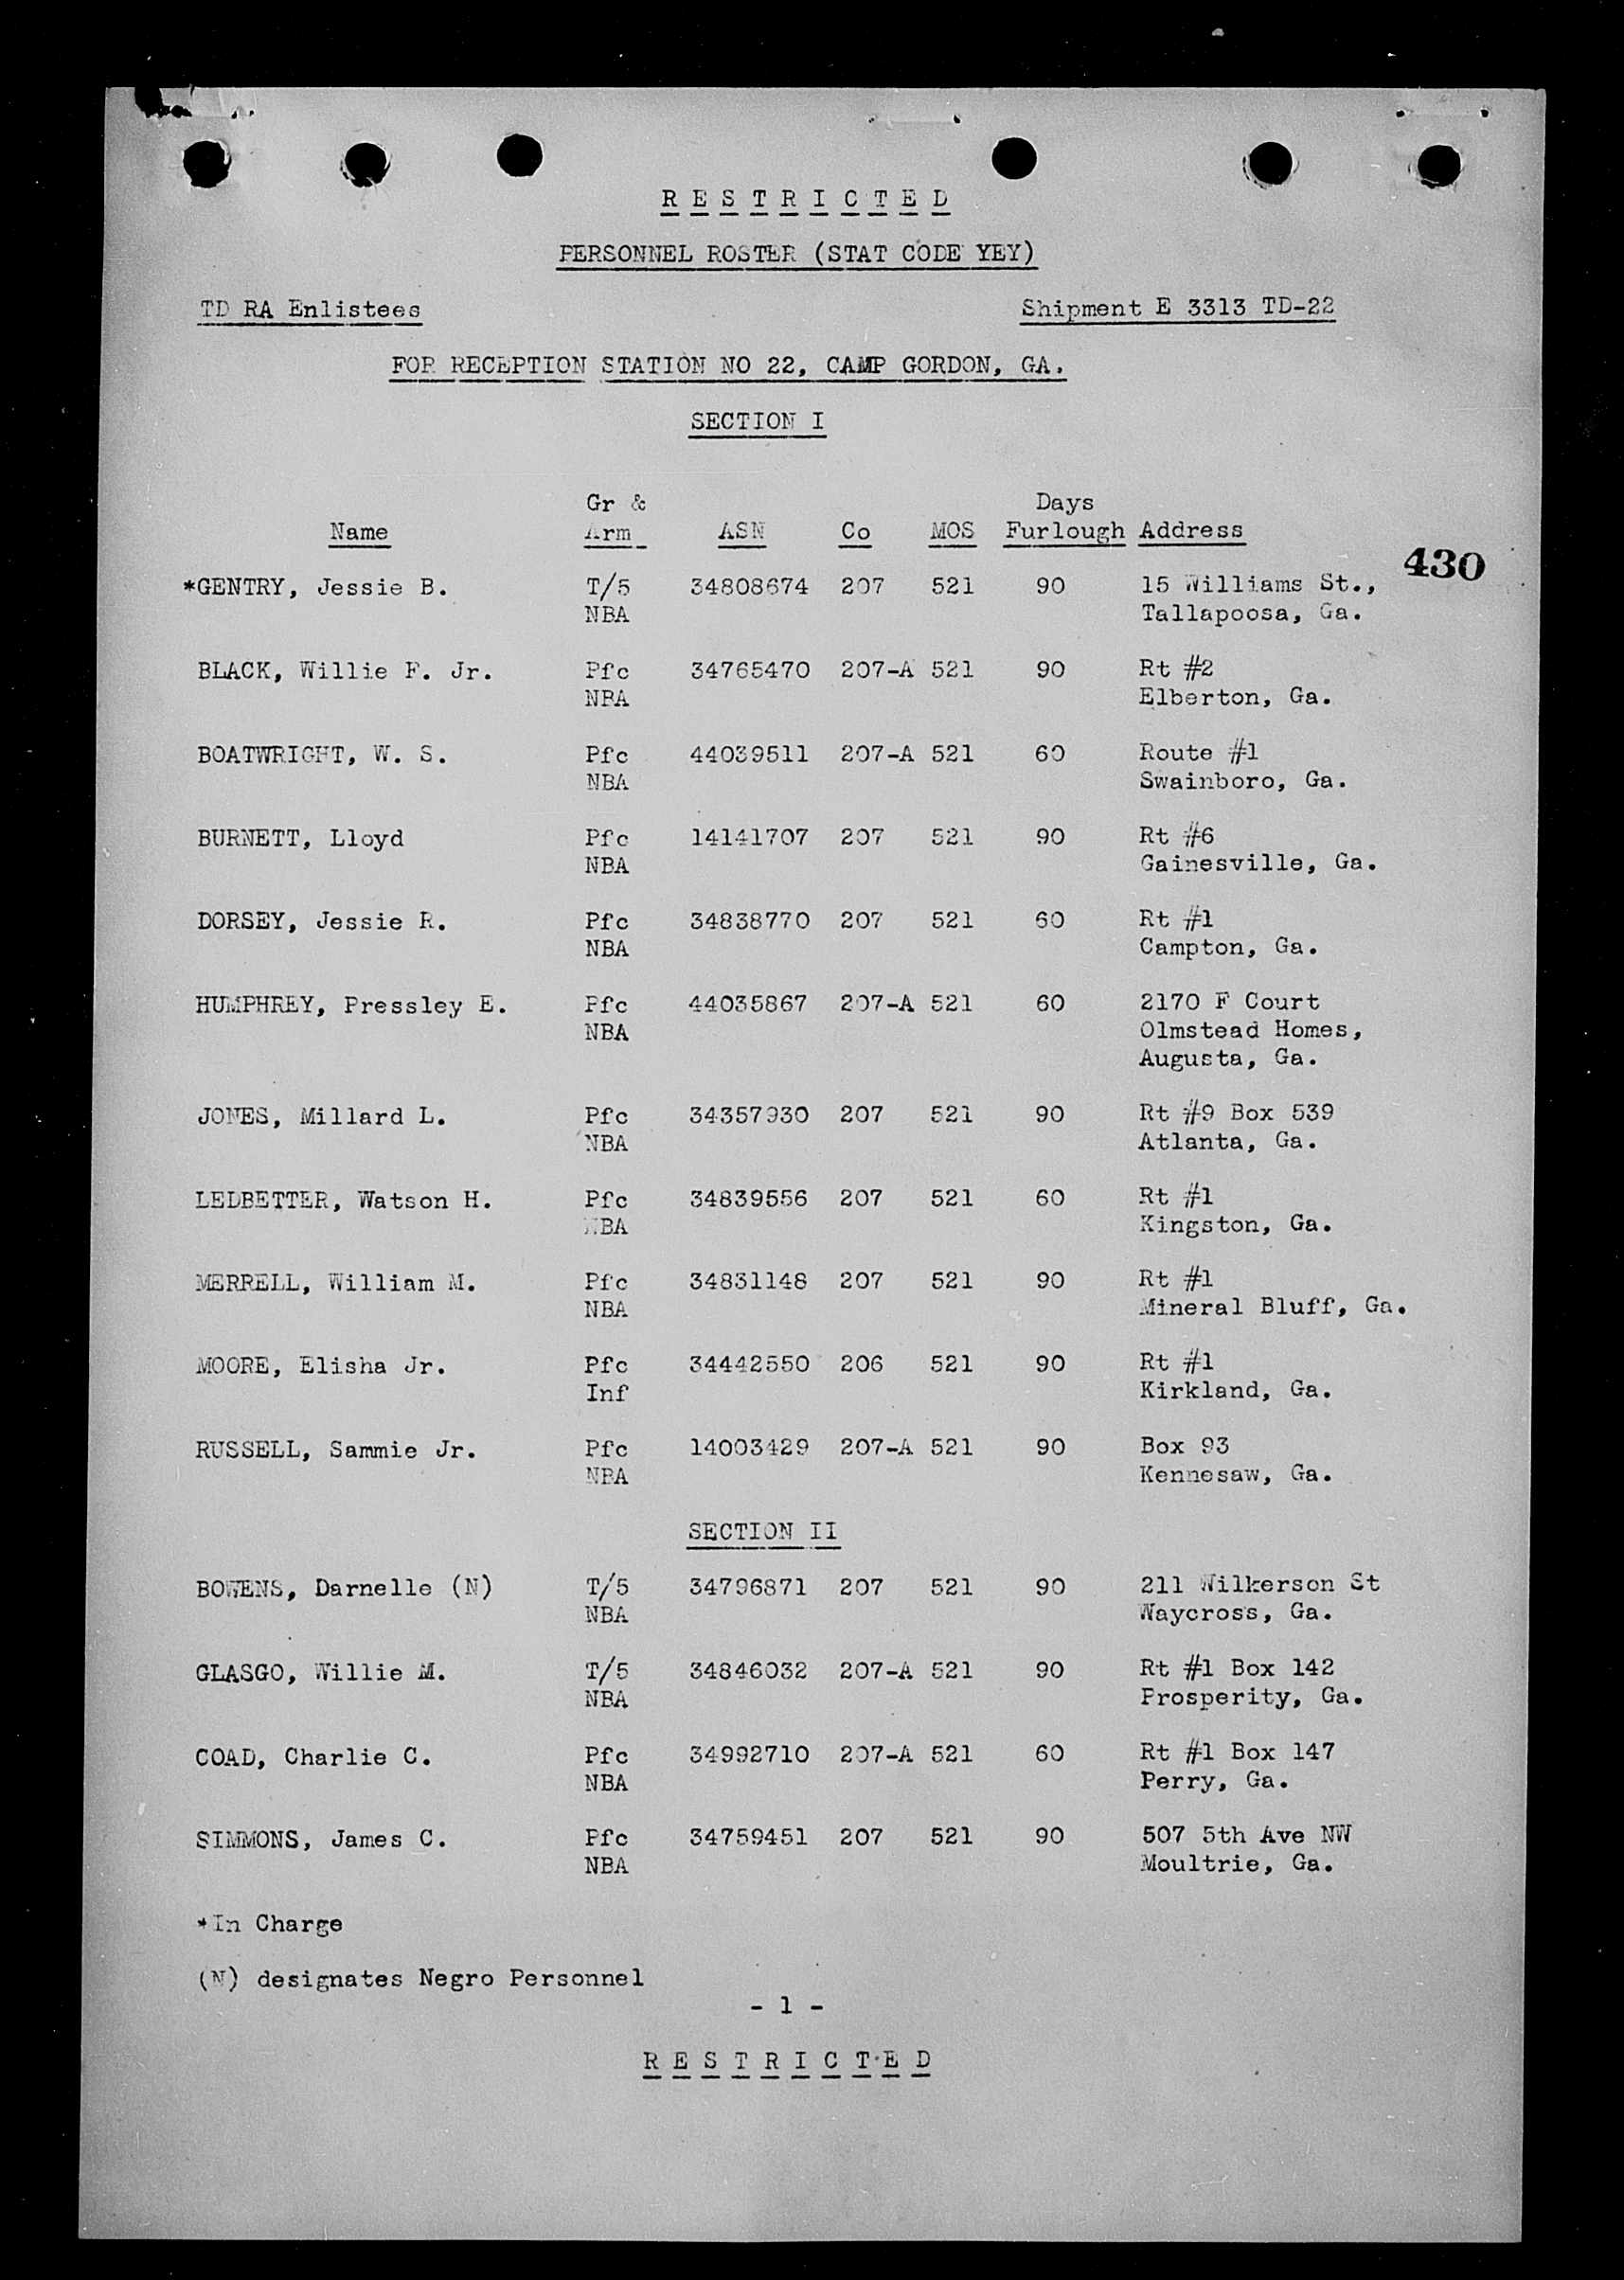 R E S T R I C T E D
PERSONNEL ROSTER (STAT CODE YEY)
TD RA Enlistees Shipment E 3313 TD-22
FOR RECEPTION STATION NO 22, CAMP GORDON, GA.
SECTION I
Gr & Days
Name Arm ASN Co MOS Furlough Address
430
*GENTRY, Jessie B. T/5 34808674 207 521 90 15 Williams St.,
NBA Tallapoosa, Ga.
BLACK, Willie F. Jr. Pfc 34765470 207-A 521 90 Rt #2
NBA Elberton, Ga.
BOATWRIGHT, W. S. Pfc 44039511 207-A 521 60 Route #1
NBA Swainboro, Ga.
BURNETT, Lloyd Pfc 14141707 207 521 90 Rt #6
NBA Gainesville, Ga.
DORSEY, Jessie R. Pfc 34838770 207 521 60 Rt #1
NBA Campton, Ga.
HUMPHREY, Pressley E. Pfc 44035867 207-A 521 60 2170 F Court
NBA Olmstead Homes,
Augusta, Ga.
JONES, Millard L. Pfc 34357930 207 521 90 Rt #9 Box 539
NBA Atlanta, Ga.
LEDBETTER, Watson H. Pfc 34839556 207 521 60 Rt #1
NBA Kingston, Ga.
MERRELL, William M. Pfc 34831148 207 521 90 Rt #1
NBA Mineral Bluff, Ga.
MOORE, Elisha Jr. Pfc 34442550 206 521 90 Rt #1
Inf Kirkland, Ga.
RUSSELL, Sammie Jr. Pfc 14003429 207-A 521 90 Box 93
NBA Kennesaw, Ga.
SECTION II
BOWENS, Darnelle (N) T/5 34796871 207 521 90 211 Wilkerson St
NBA Waycross, Ga.
GLASGO, Willie M. T/5 34846032 207-A 521 90 Rt #1 Box 142
NBA Prosperity, Ga.
COAD, Charlie C. Pfc 34992710 207-A 521 60 Rt #1 Box 147
NBA Perry, Ga.
SIMMONS, James C. Pfc 34759451 207 521 90 507 5th Ave NW
NBA Moultrie, Ga.
*In Charge
(N) designates Negro Personnel
- 1 -
R E S T R I C T E D